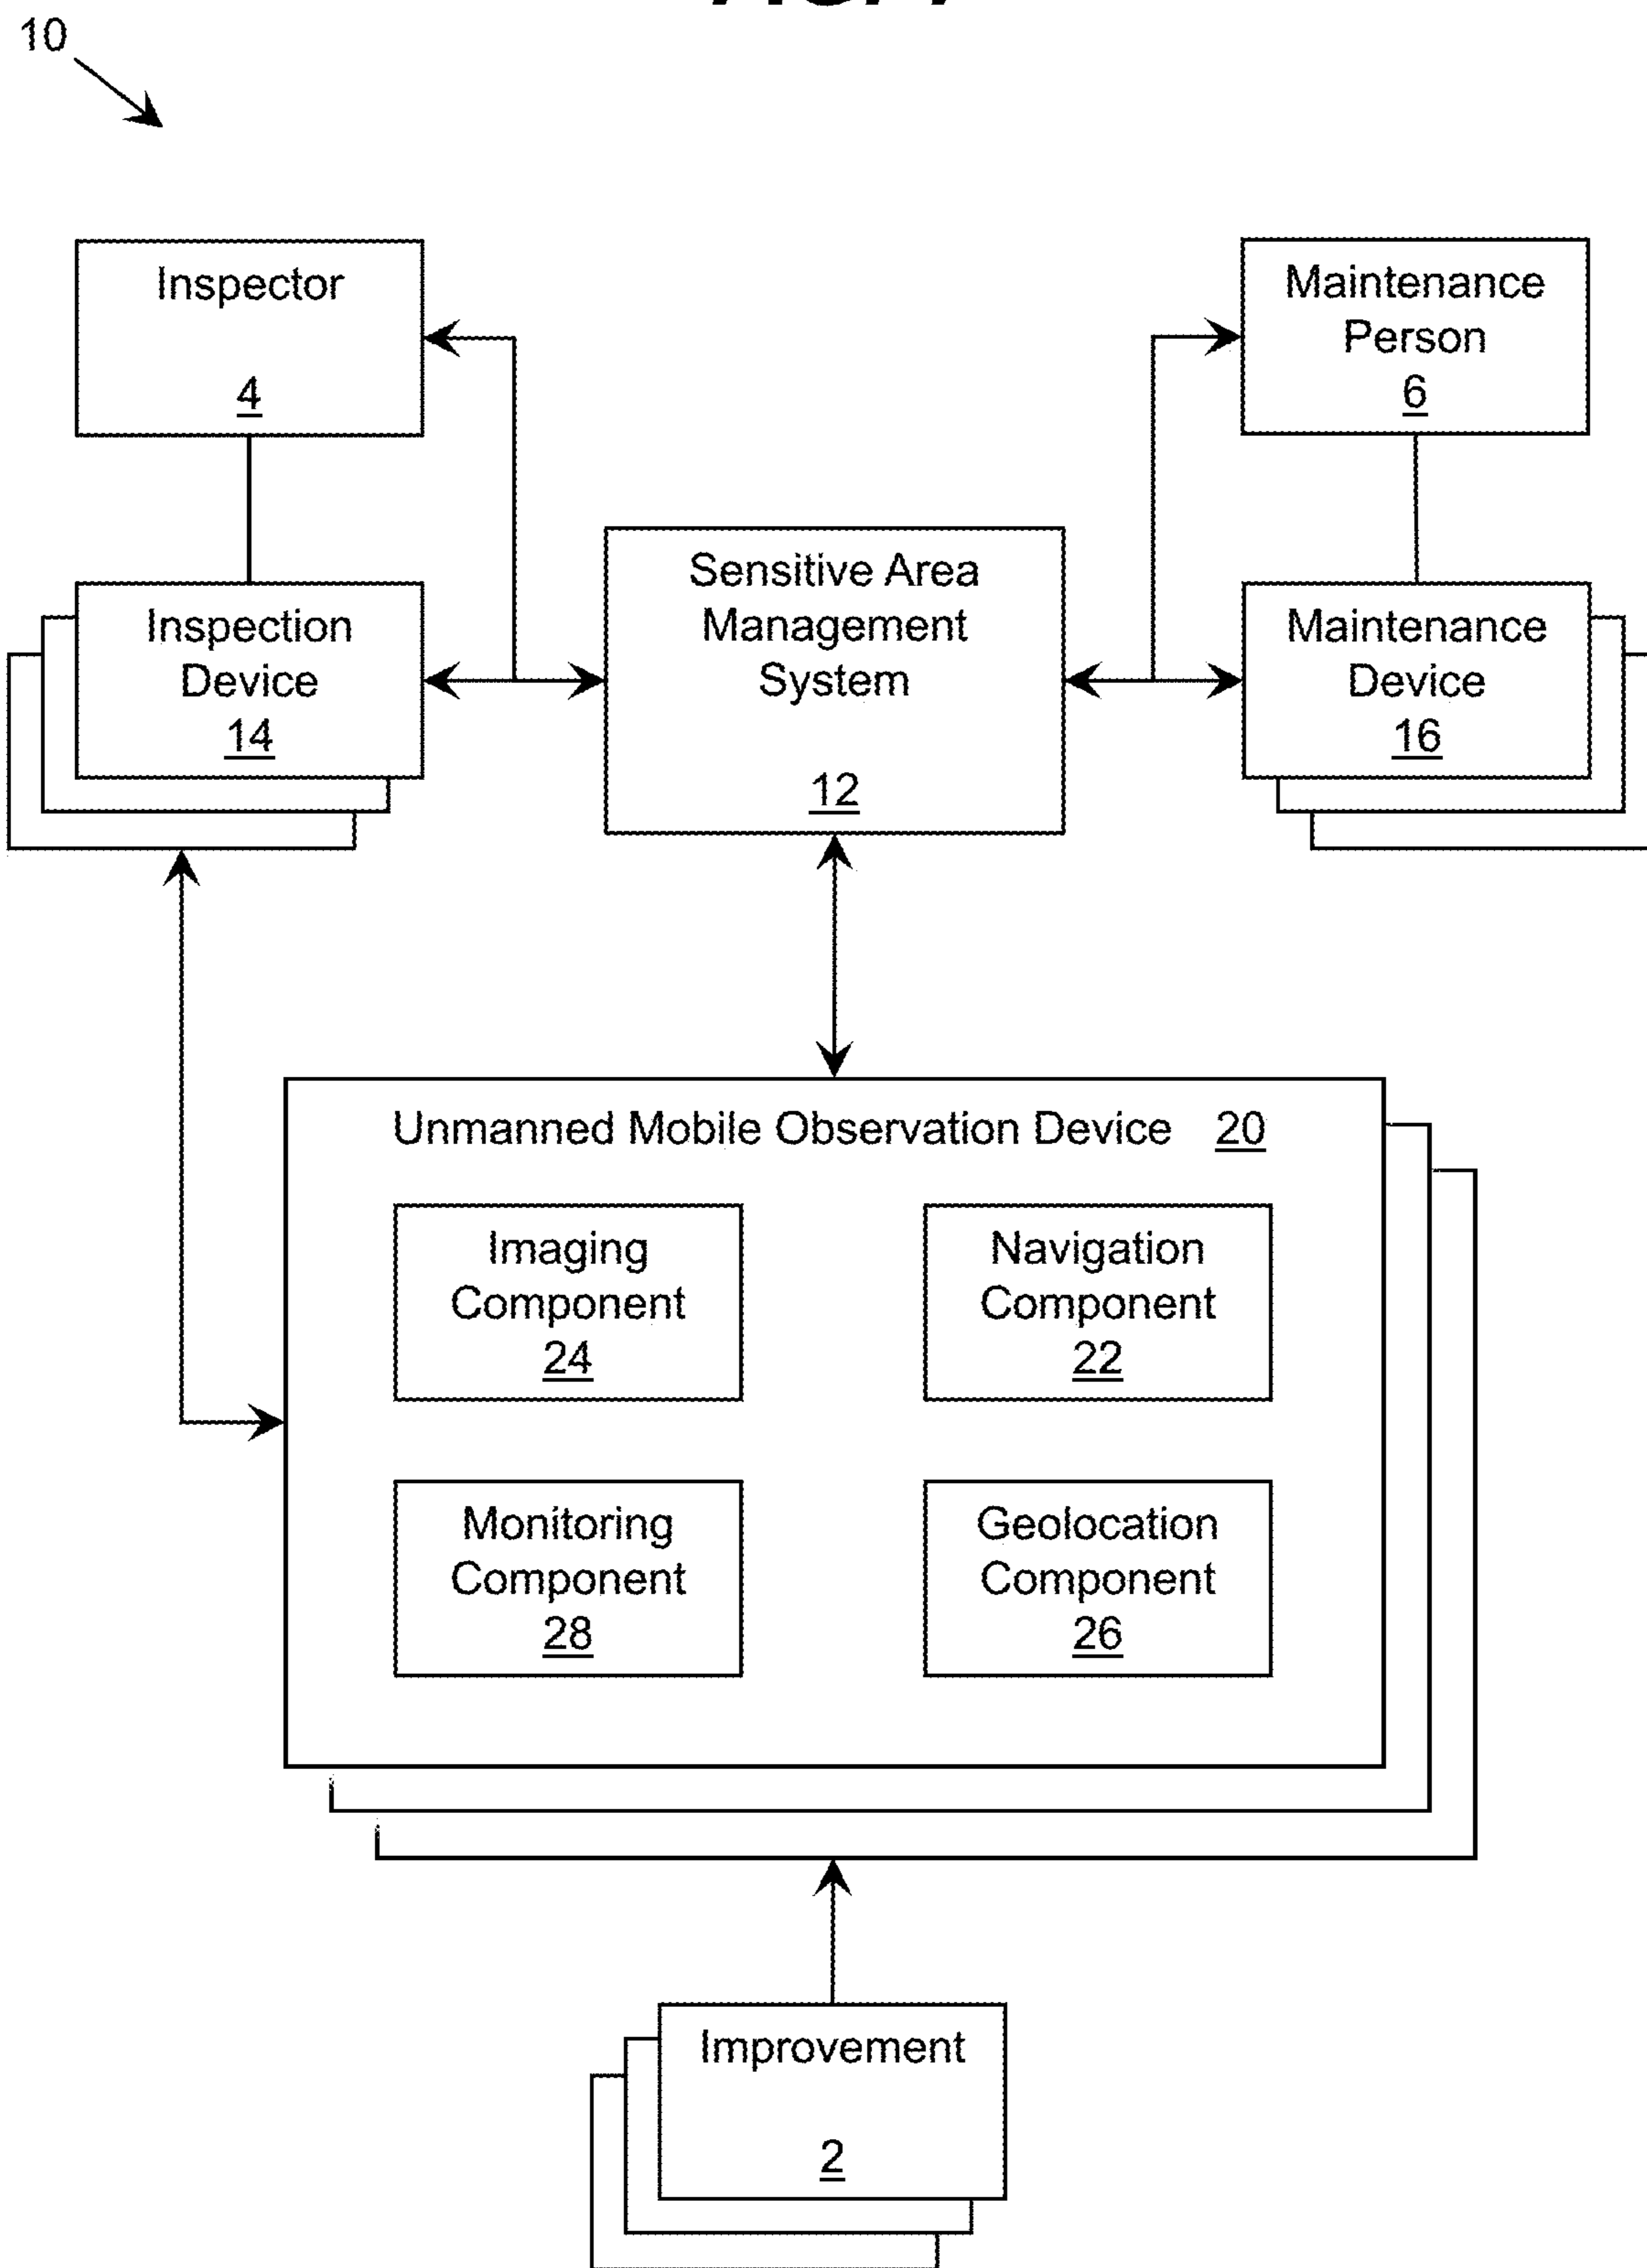 10
Inspector
4
Maintenance
Person
6
Sensitive Area
Management
System
12
Inspection
Device
14
Maintenance
Device
16
Unmanned Mobile Observation Device 20
Imaging
Component
24
Navigation
Component
22
Monitoring
Component
28
Geolocation
Component
26
Improvement
2